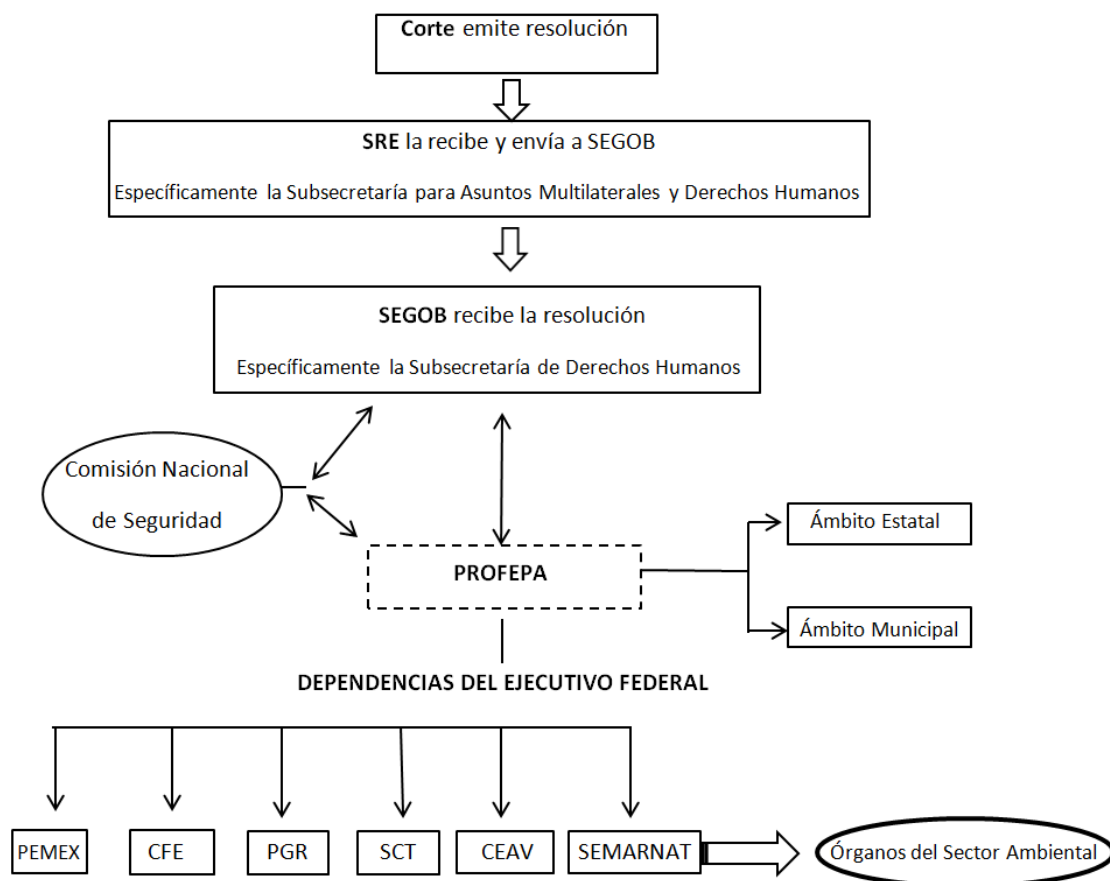 Corte emite resolución
SRE la recibe y envía a SEGOB
Específicamente la Subsecretaría para Asuntos Multilaterales y Derechos Humanos
SEGOB recibe la resolución
Específicamente la Subsecretaría de Derechos Humanos
Comisión Nacional
de Seguridad
Ámbito Estatal
PROFEPA
Ámbito Municipal
DEPENDENCIAS DEL EJECUTIVO FEDERAL
PEMEX
CFE
PGR
SCT
CEAV
SEMARNAT
Órganos del Sector Ambiental